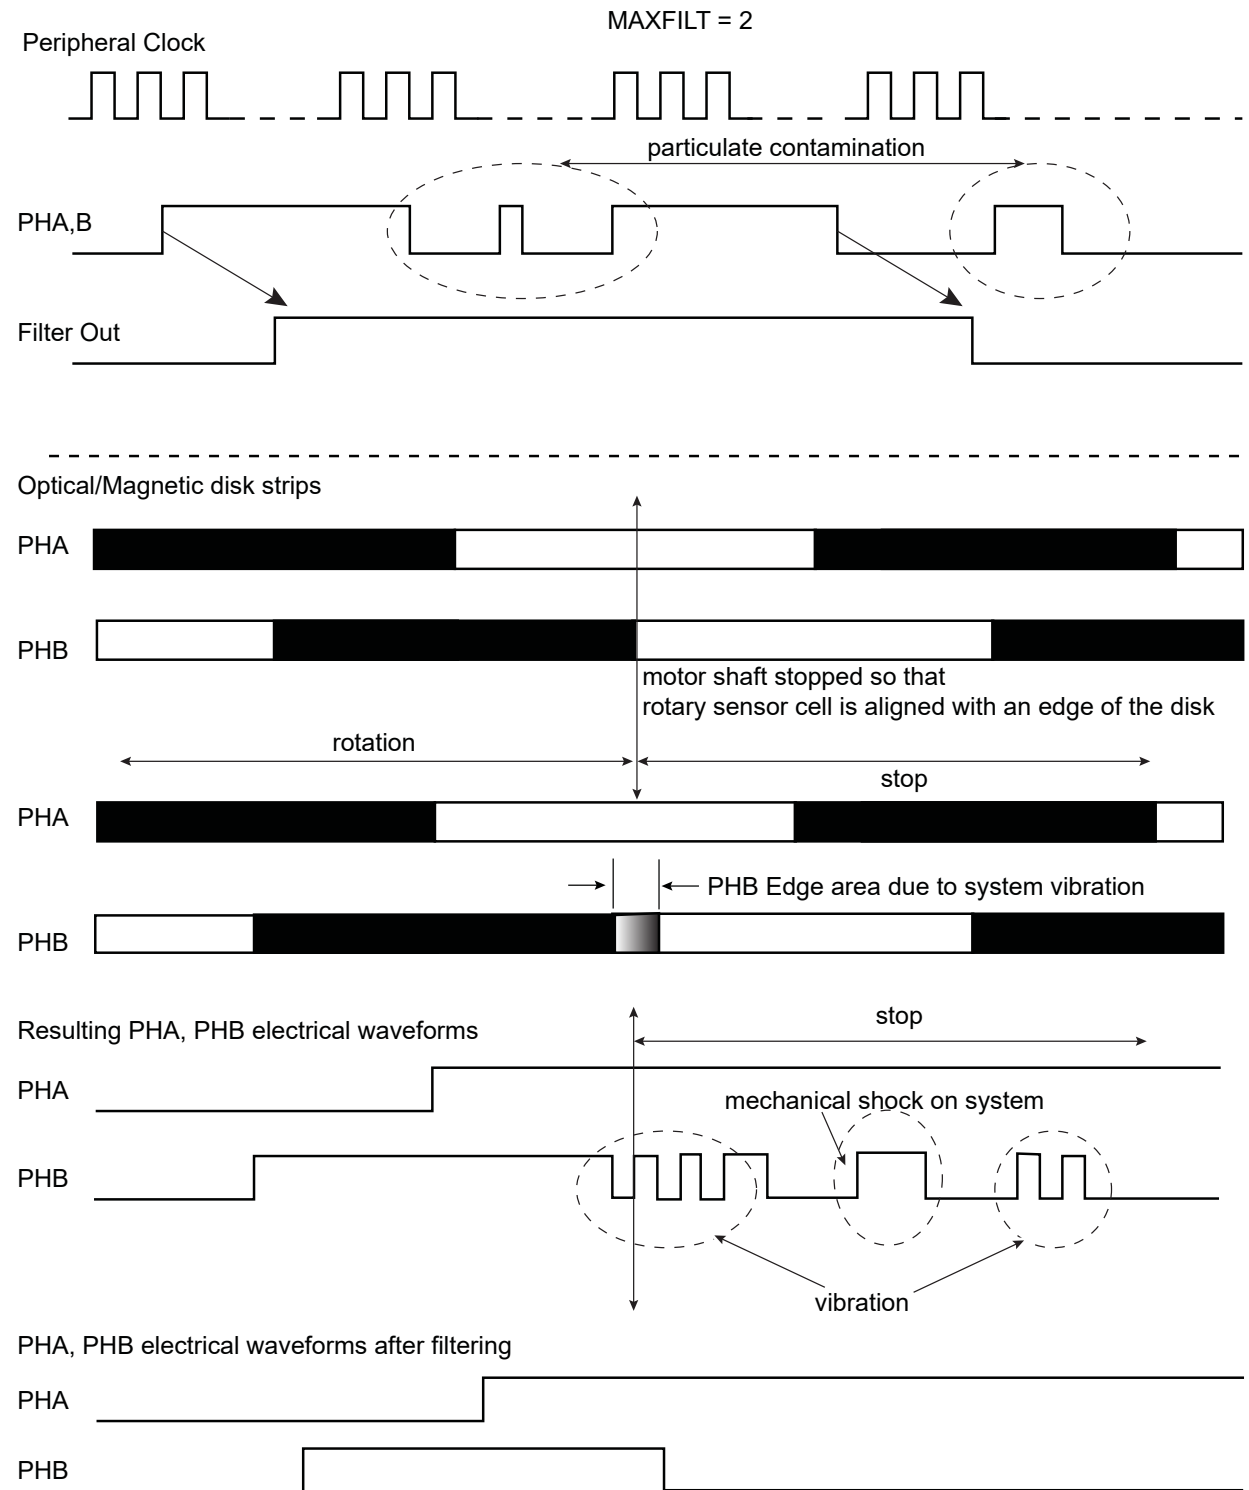 MAXFILT = 2
Peripheral Clock
particulate contamination
PHA,B
Filter Out
Optical/Magnetic disk strips
PHA
PHB
motor shaft stopped so that
rotary sensor cell is aligned with an edge of the disk
rotation
stop
PHA
PHB Edge area due to system vibration
PHB
stop
Resulting PHA, PHB electrical waveforms
PHA
mechanical shock on system
PHB
vibration
PHA, PHB electrical waveforms after filtering
PHA
PHB